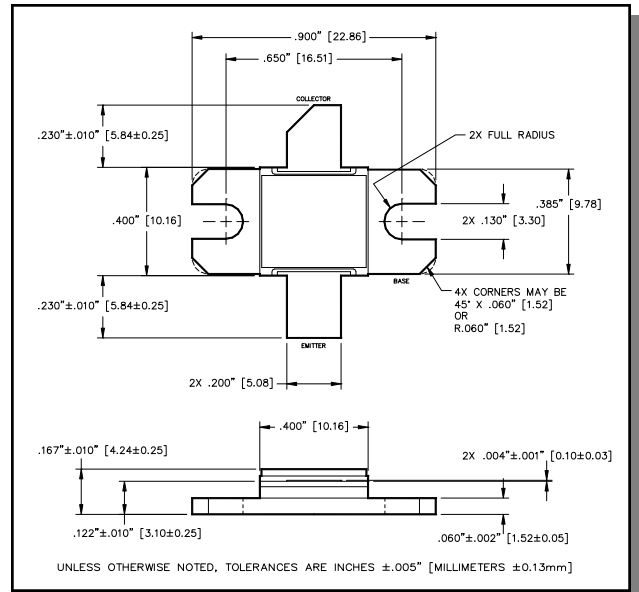 .900" [22.86]
.650" [16.51]
COLLECTOR
.230"±.010" [5.84±0.25]
2X FULL RADIUS
.400" [10.16]
2X .130" [3.30]
.385" [9.78]
BASE
.230"±.010" [5.84±0.25]
4X CORNERS MAY BE
45° X .060" [1.52]
OR
R.060" [1.52]
EMITTER
2X .200" [5.08]
.400" [10.16]
.167"±.010" [4.24±0.25]
2X .004"±.001" [0.10±0.03]
.122"±.010" [3.10±0.25]
.060"±.002" [1.52±0.05]
UNLESS OTHERWISE NOTED, TOLERANCES ARE INCHES ±.005" [MILLIMETERS ±0.13mm]